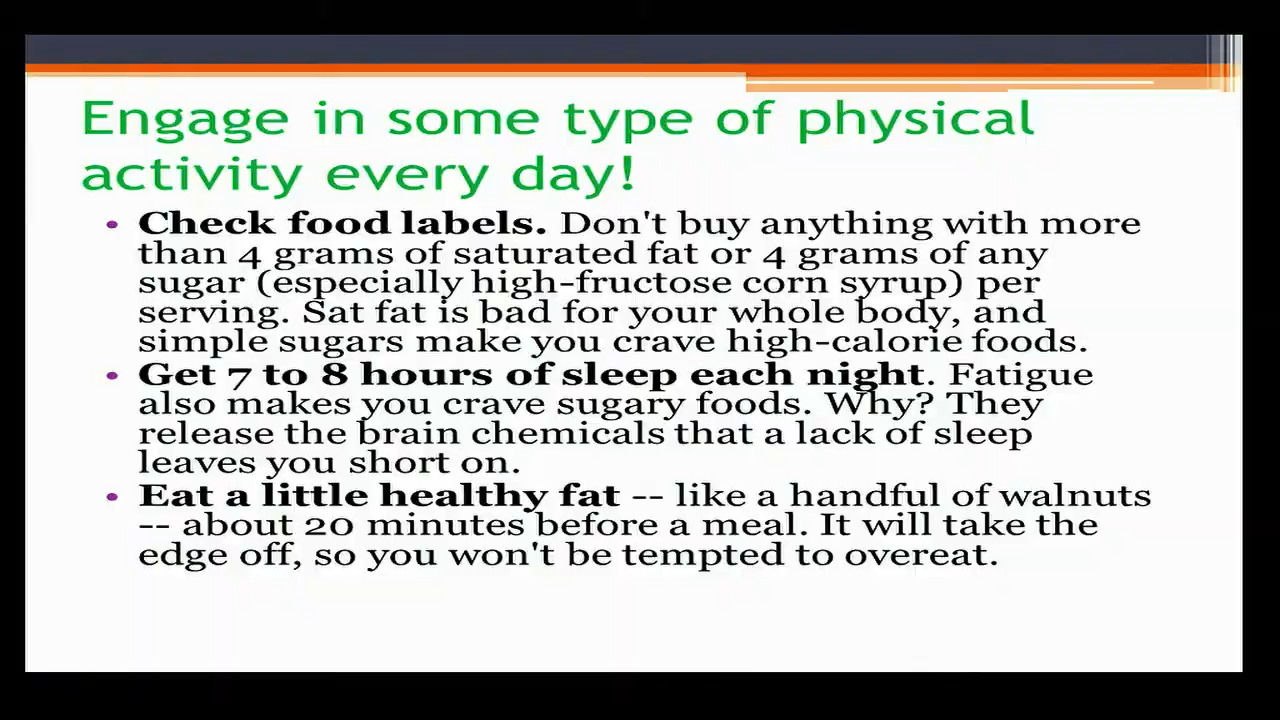 Engage in some type of physical
activity every day!
• Check food labels. Don't buy anything with more
than 4 grams of saturated fat or 4 grams of any
sugar (especially high-fructose corn syrup) per
serving. Sat fat is bad for your whole body, and
simple sugars make you crave high-calorie foods.
• Get 7 to 8 hours of sleep each night. Fatigue
also makes you crave sugary foods. Why? They
release the brain chemicals that a lack of sleep
leaves you short on.
• Eat a little healthy fat -- like a handful of walnuts
-- about 20 minutes before a meal. It will take the
edge off, so you won't be tempted to overeat.